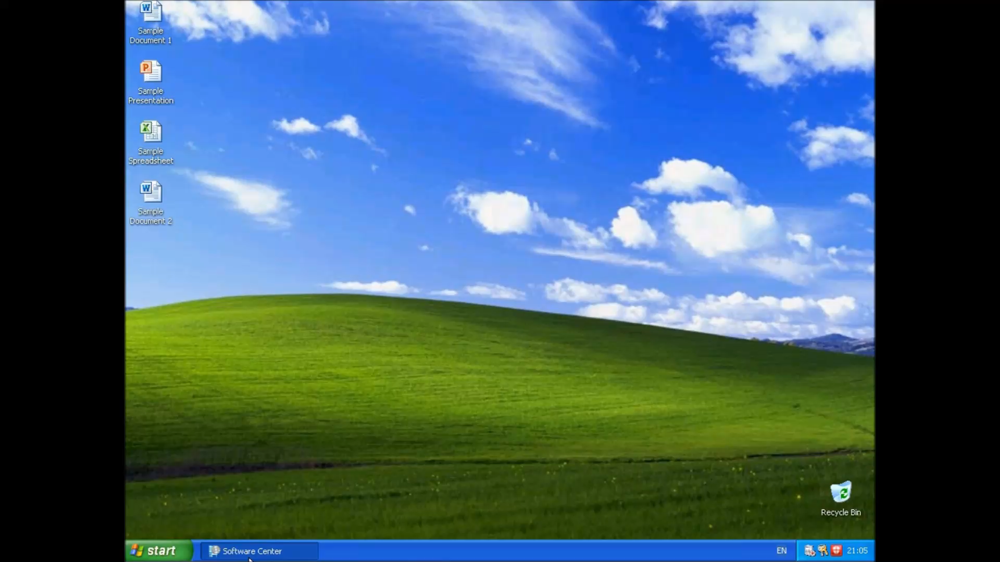 Sample
Document 1
Sample
Presentation
Sample
Spreadsheet
Sample
Document 2
Recycle Bin
start
Software Center
EN
21:05